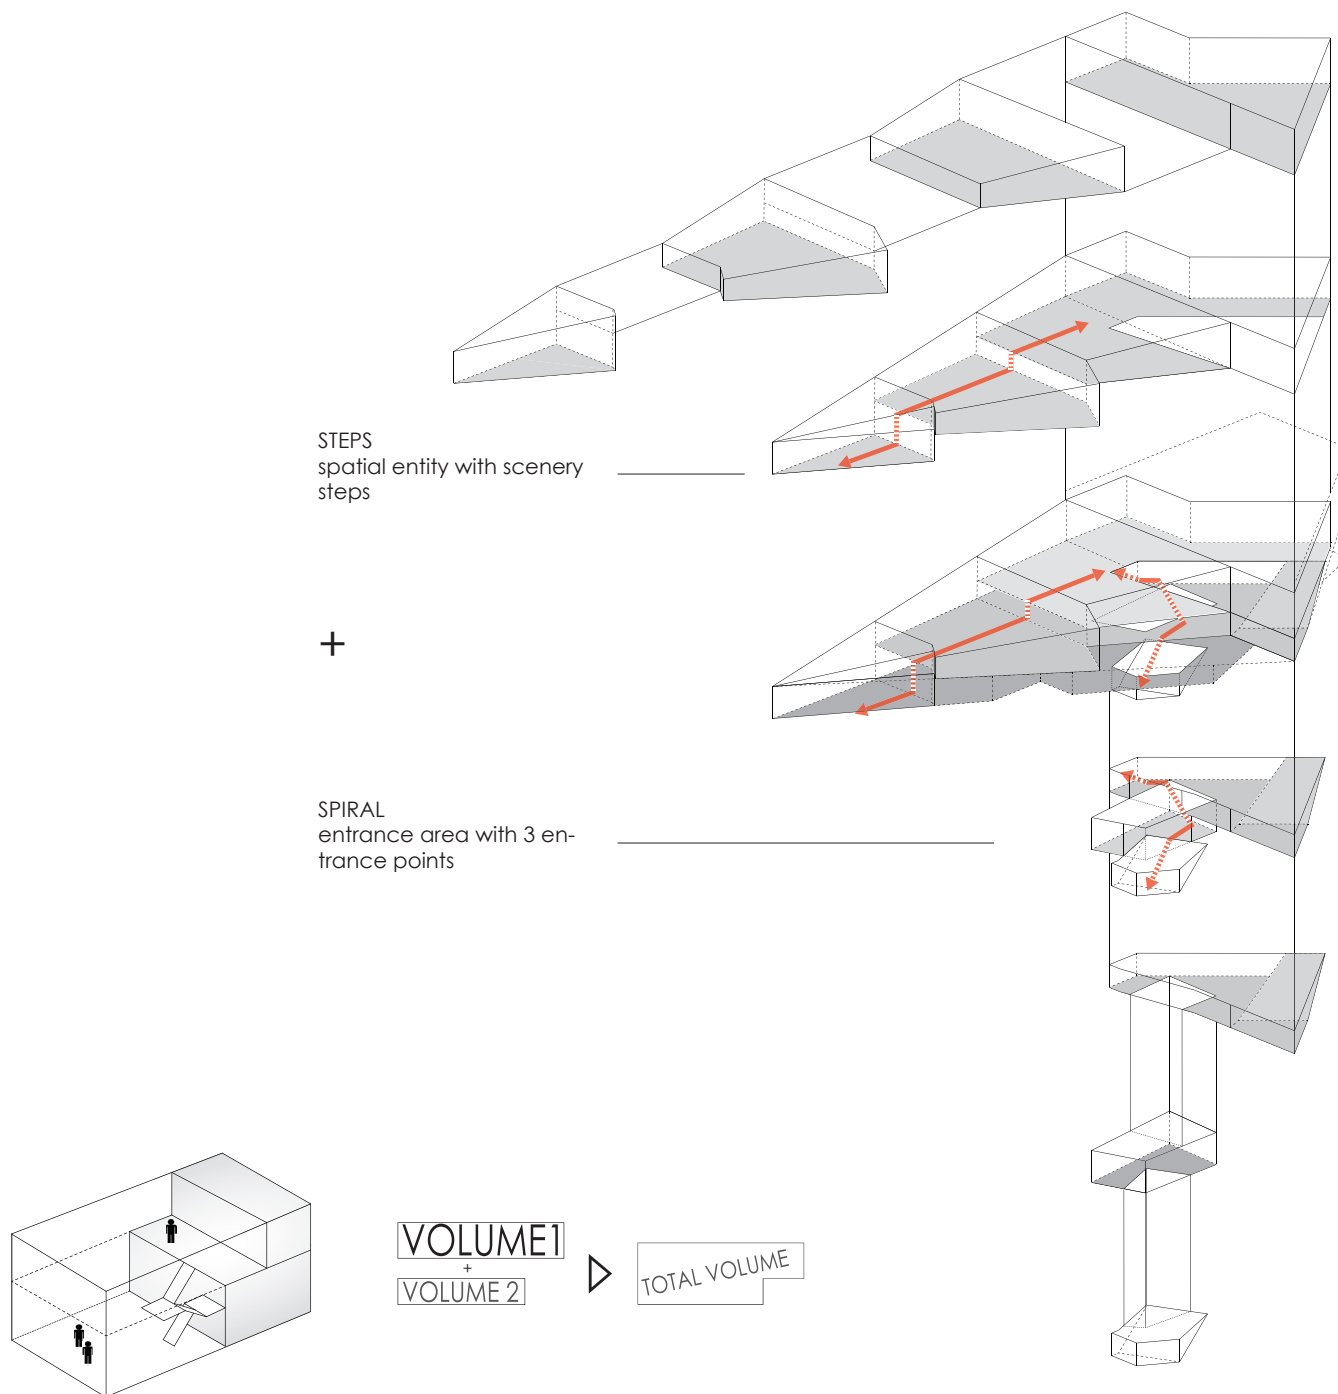 STEPS
spatial entity with scenery
steps
+
SPIRAL
entrance area with 3 en-
trance points
VOLUME1
+
VOLUME 2
TOTAL VOLUME